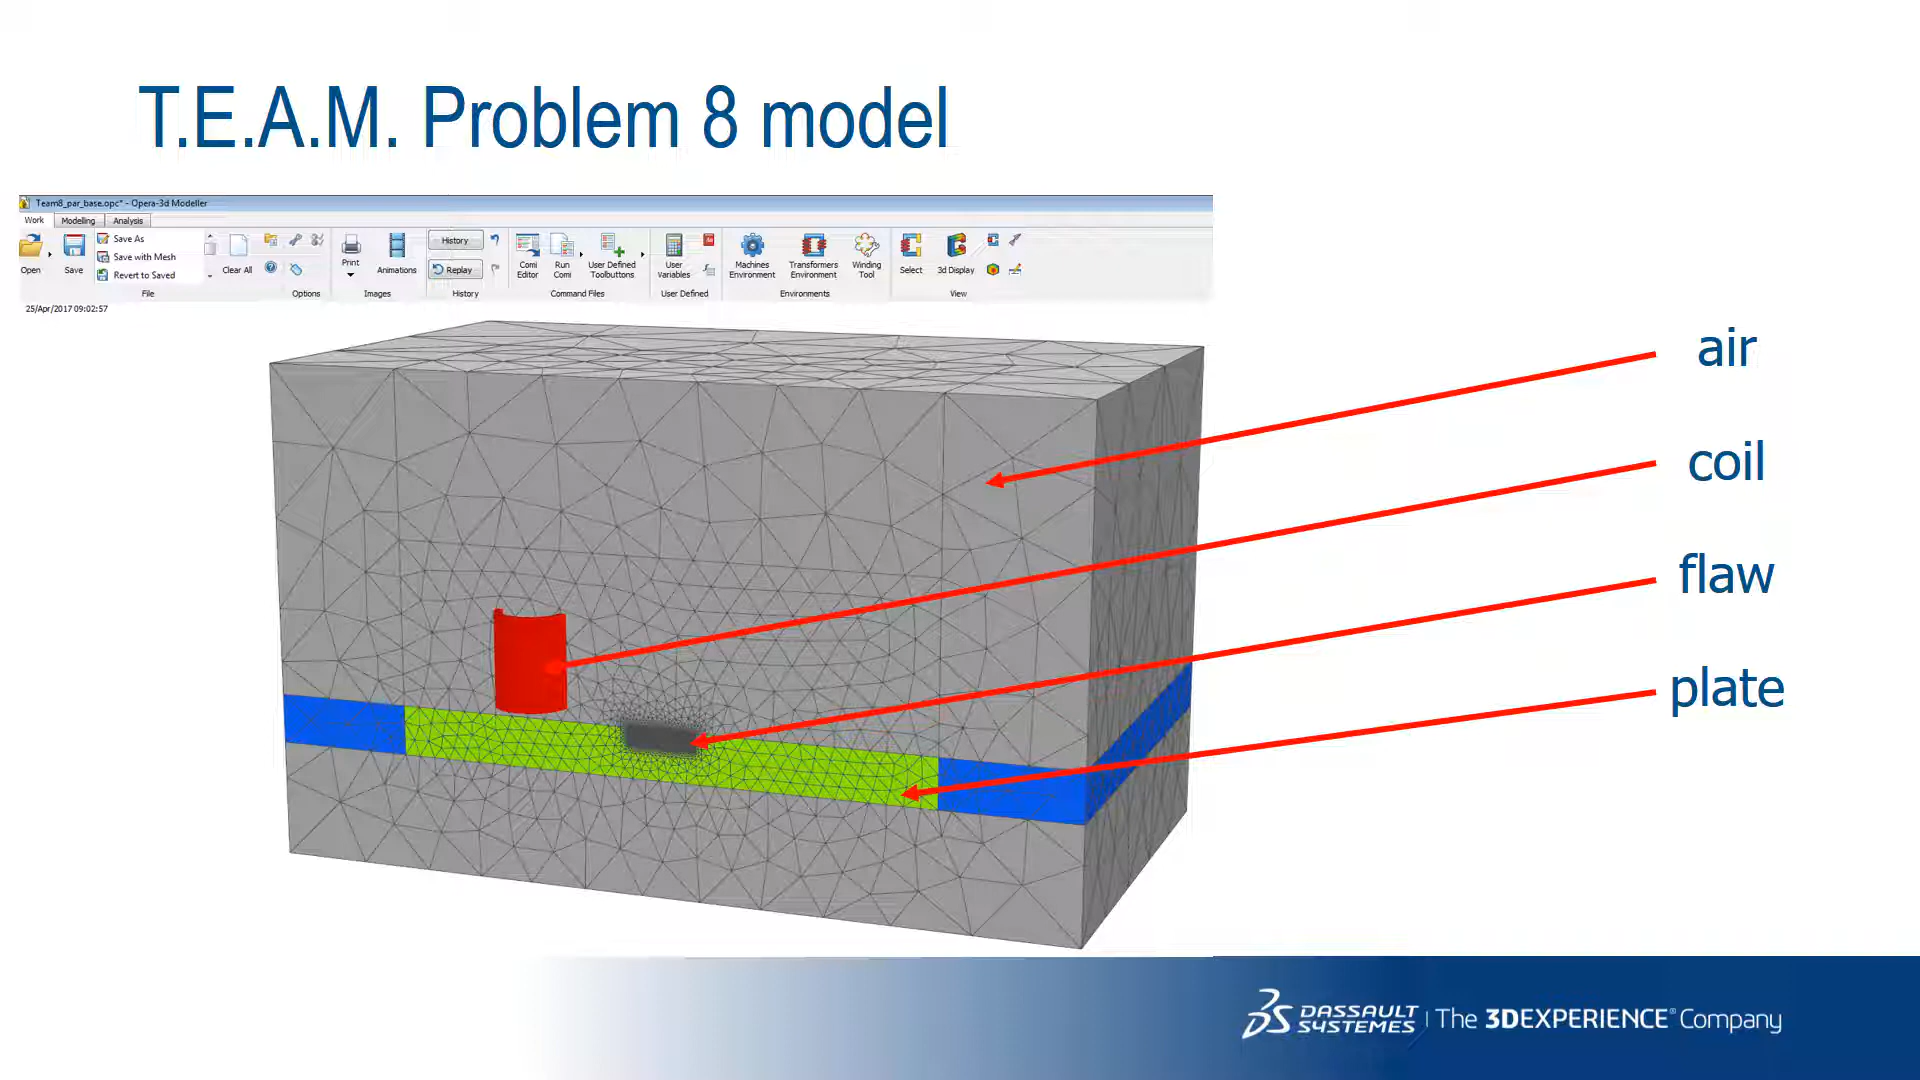 T.E.A.M. Problem 8 model
Team8_par_base.opc* - Opera-3d Modeller
Work Modelling Analysis
Open
Save
Save As
Save with Mesh
Revert to Saved
File
Clear All
Options
Print
Animations
Images
History
Replay
History
Comi Editor
Run Comi
User Defined Toolbuttons
Command Files
User Variables
User Defined
Machines Environment
Transformers Environment
Winding Tool
Environments
Select
3d Display
View
25/Apr/2017 09:02:57
air
coil
flaw
plate
DASSAULT SYSTEMES | The 3DEXPERIENCE® Company